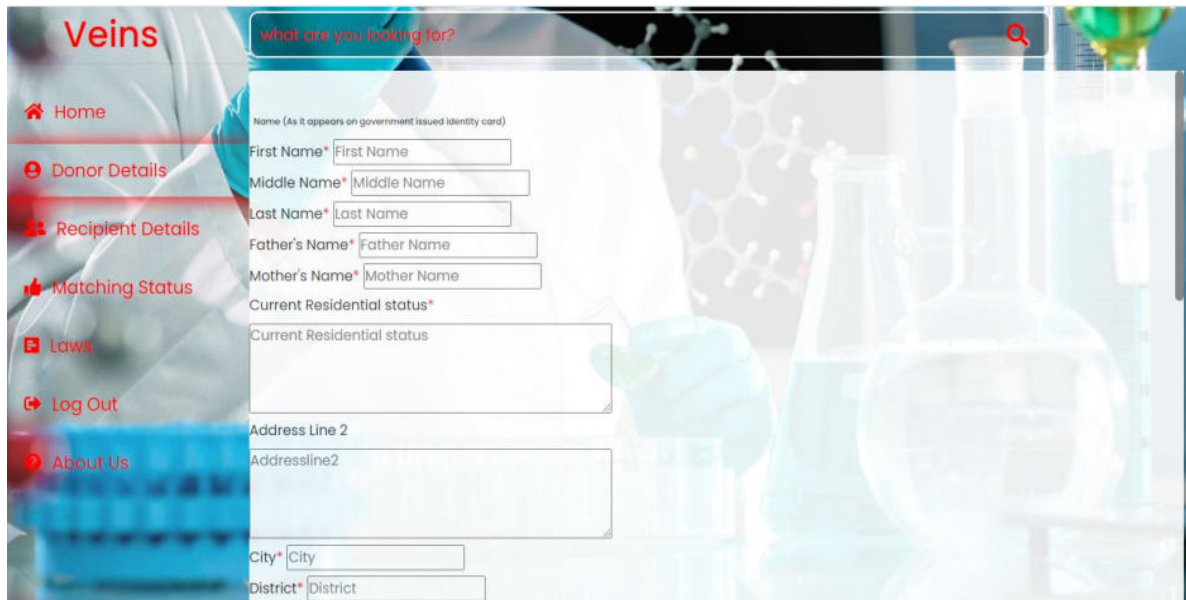 Veins
what are you looking for?
Home
Donor Details
Recipient Details
Matching Status
Laws
Log Out
About Us
Name (As it appears on government issued identity card)
First Name* First Name
Middle Name* Middle Name
Last Name* Last Name
Father's Name* Father Name
Mother's Name* Mother Name
Current Residential status*
Current Residential status
Address Line 2
Addressline2
City* City
District* District